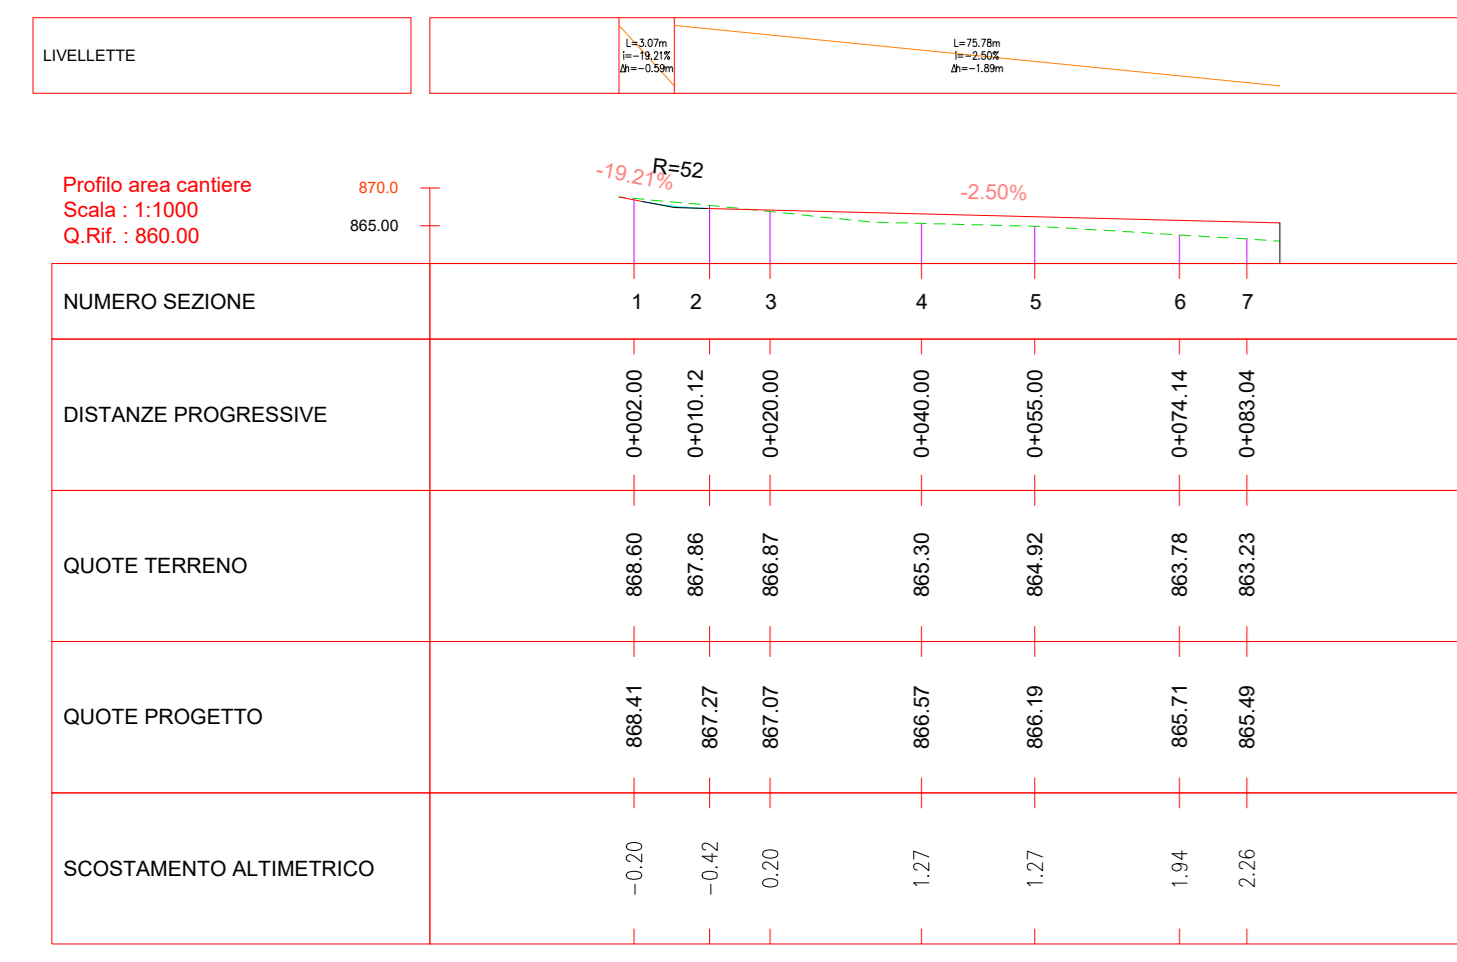 LIVELLETTE
L=3.07m
i=-19.21%
Δh=-0.59m
L=75.78m
i=-2.50%
Δh=-1.89m
Profilo area cantiere
Scala : 1:1000
Q.Rif. : 860.00
870.0
865.00
-19.21%
R=52
-2.50%
NUMERO SEZIONE 1 2 3 4 5 6 7
DISTANZE PROGRESSIVE 0+002.00 0+010.12 0+020.00 0+040.00 0+055.00 0+074.14 0+083.04
QUOTE TERRENO 868.60 867.86 866.87 865.30 864.92 863.78 863.23
QUOTE PROGETTO 868.41 867.27 867.07 866.57 866.19 865.71 865.49
SCOSTAMENTO ALTIMETRICO -0.20 -0.42 0.20 1.27 1.27 1.94 2.26